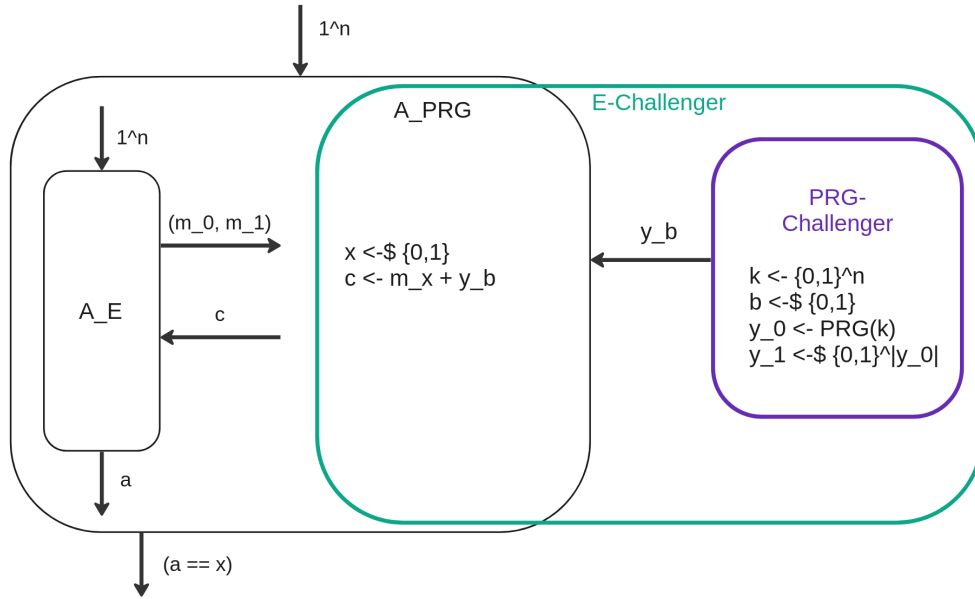 1^n
A_PRG
E-Challenger
1^n
PRG-
Challenger
(m_0, m_1)
y_b
x <-$ {0,1}
c <- m_x + y_b
k <- {0,1}^n
b <-$ {0,1}
y_0 <- PRG(k)
y_1 <-$ {0,1}^|y_0|
A_E
c
a
(a == x)